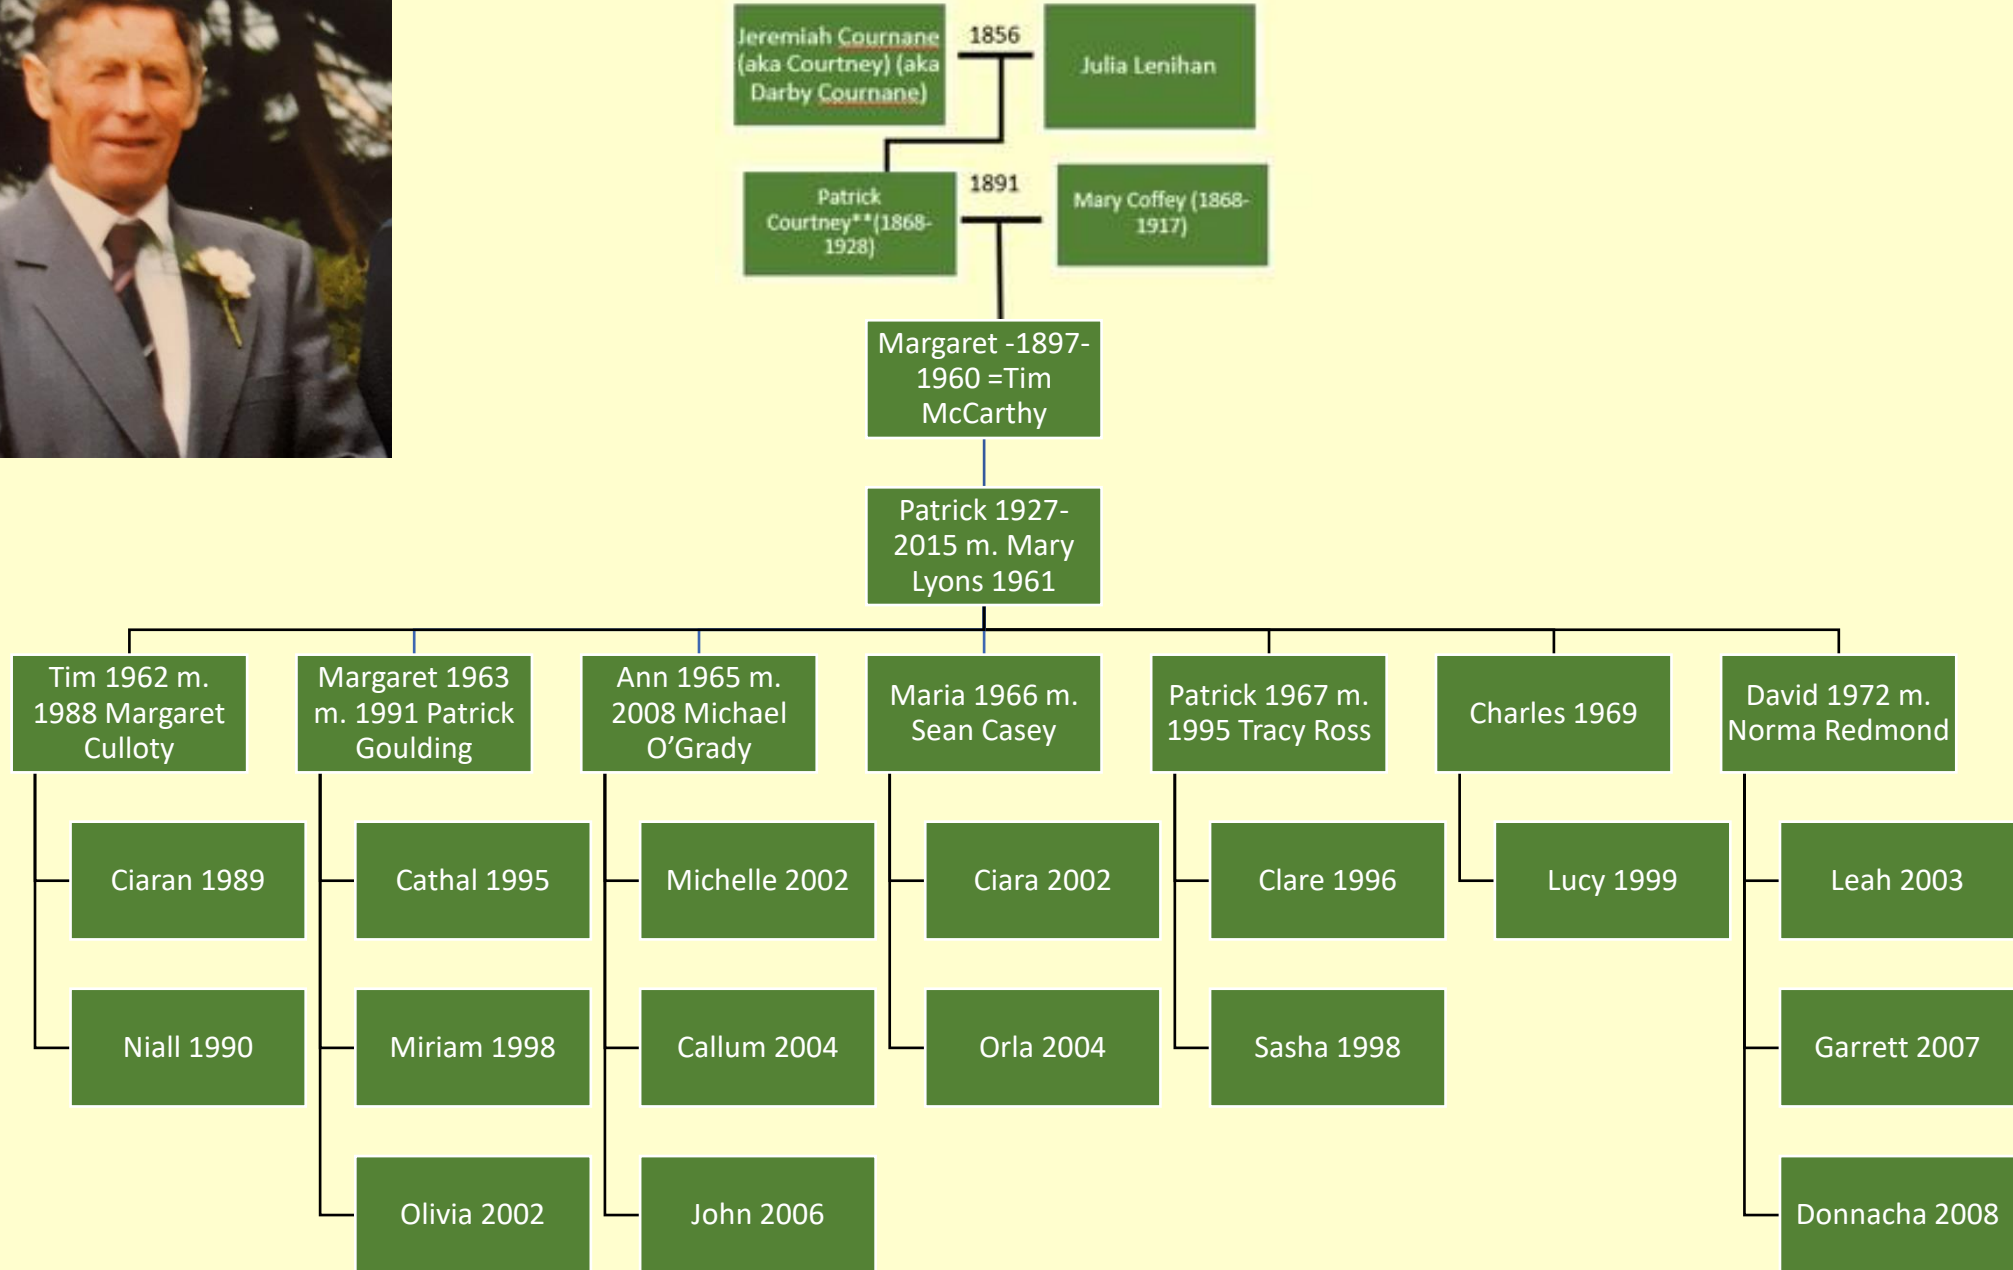 Jeremiah Cournane
(aka Courtney) (aka
Darby Cournane)
1856
Julia Lenihan
Patrick
Courtney**(1868-
1928)
1891
Mary Coffey (1868-
1917)
Margaret -1897-
1960 =Tim
McCarthy
Patrick 1927-
2015 m. Mary
Lyons 1961
Tim 1962 m.
1988 Margaret
Culloty
Margaret 1963
m. 1991 Patrick
Goulding
Ann 1965 m.
2008 Michael
O’Grady
Maria 1966 m.
Sean Casey
Patrick 1967 m.
1995 Tracy Ross
Charles 1969
David 1972 m.
Norma Redmond
Ciaran 1989
Cathal 1995
Michelle 2002
Ciara 2002
Clare 1996
Lucy 1999
Leah 2003
Niall 1990
Miriam 1998
Callum 2004
Orla 2004
Sasha 1998
Garrett 2007
Olivia 2002
John 2006
Donnacha 2008